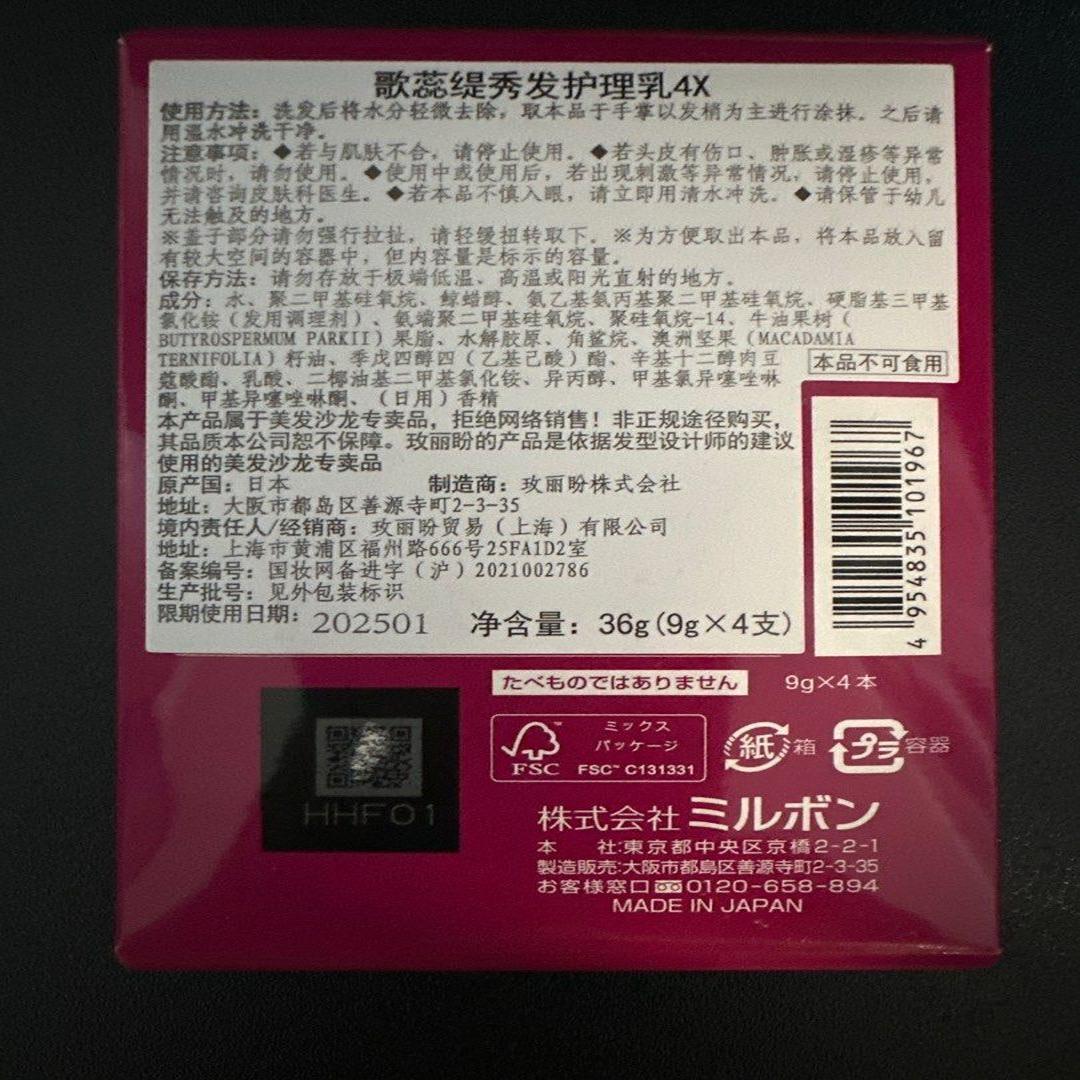 歌蕊缇秀发护理乳4X
使用方法：洗发后将水分轻微去除，取本品于手掌以发梢为主进行涂抹。之后请
用温水冲洗干净。
注意事项：◆若与肌肤不合，请停止使用。◆若头皮有伤口、肿胀或湿疹等异常
情况时，请勿使用。◆使用中或使用后，若出现刺激等异常情况，请停止使用，
并请咨询皮肤科医生。◆若本品不慎入眼，请立即用清水冲洗。◆请保管于幼儿
无法触及的地方。
※盖子部分请勿强行拉扯，请轻缓扭转取下。※为方便取出本品，将本品放入留
有较大空间的容器中，但内容量是标示的容量。
保存方法：请勿存放于极端低温、高温或阳光直射的地方。
成分：水、聚二甲基硅氧烷、鲸蜡醇、氨乙基氨丙基聚二甲基硅氧烷、硬脂基三甲基
氯化铵（发用调理剂）、氨端聚二甲基硅氧烷、聚硅氧烷-14、牛油果树（
BUTYROSPERMUM PARKII）果脂、水解胶原、角鲨烷、澳洲坚果（MACADAMIA
TERNIFOLIA）籽油、季戊四醇四（乙基己酸）酯、辛基十二醇肉豆
蔻酸酯、乳酸、二椰油基二甲基氯化铵、异丙醇、甲基氯异噻唑啉
酮、甲基异噻唑啉酮、（日用）香精
本品不可食用
本产品属于美发沙龙专卖品，拒绝网络销售！非正规途径购买，
其品质本公司恕不保障。玫丽盼的产品是依据发型设计师的建议
使用的美发沙龙专卖品
原产国：日本 制造商：玫丽盼株式会社
地址：大阪市都岛区善源寺町2-3-35
境内责任人/经销商：玫丽盼贸易（上海）有限公司
地址：上海市黄浦区福州路666号25FA1D2室
备案编号：国妆网备进字（沪）2021002786
生产批号：见外包装标识
限期使用日期：202501 净含量：36g(9g×4支)
4 954835 101967
たべものではありません 9g×4本
ミックス
パッケージ
FSC™ FSC™ C131331
紙 箱 プラ 容器
HHF01
株式会社ミルボン
本 社:東京都中央区京橋2-2-1
製造販売:大阪市都島区善源寺町2-3-35
お客様窓口 0120-658-894
MADE IN JAPAN